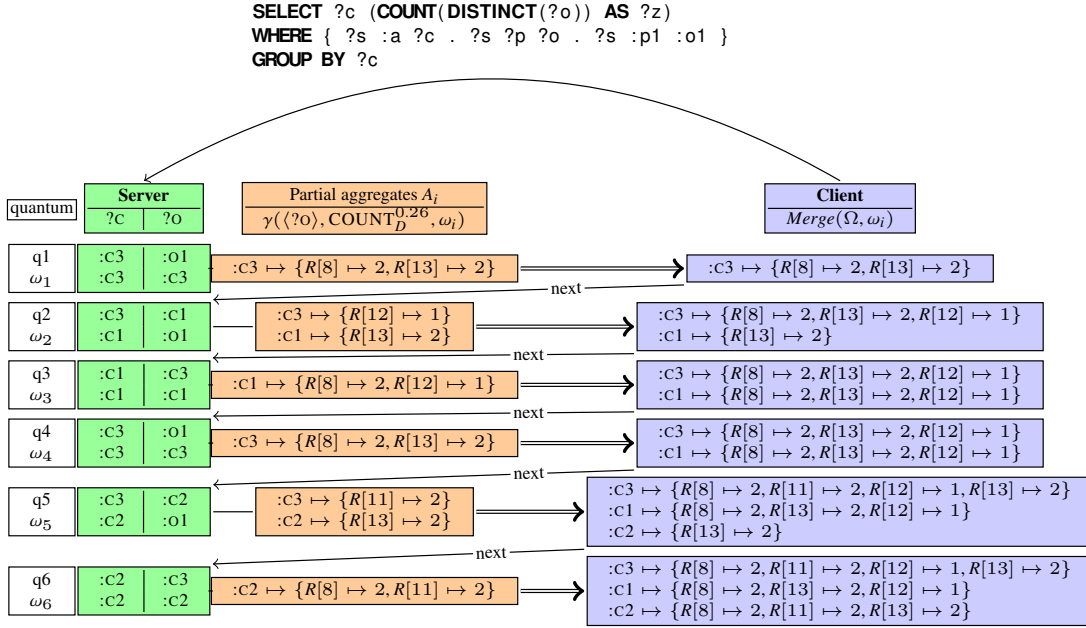 SELECT ?c (COUNT(DISTINCT(?o)) AS ?z)
WHERE { ?s :a ?c . ?s ?p ?o . ?s :p1 :o1 }
GROUP BY ?c
quantum
Server
?c ?o
Partial aggregates A_i
γ(⟨?o⟩, COUNT_D^{0.26}, ω_i)
Client
Merge(Ω, ω_i)
q1
ω_1
:c3 :o1
:c3 :c3
:c3 ↦ {R[8] ↦ 2, R[13] ↦ 2}
:c3 ↦ {R[8] ↦ 2, R[13] ↦ 2}
next
q2
ω_2
:c3 :c1
:c1 :o1
:c3 ↦ {R[12] ↦ 1}
:c1 ↦ {R[13] ↦ 2}
:c3 ↦ {R[8] ↦ 2, R[13] ↦ 2, R[12] ↦ 1}
:c1 ↦ {R[13] ↦ 2}
next
q3
ω_3
:c1 :c3
:c1 :c1
:c1 ↦ {R[8] ↦ 2, R[12] ↦ 1}
:c3 ↦ {R[8] ↦ 2, R[13] ↦ 2, R[12] ↦ 1}
:c1 ↦ {R[8] ↦ 2, R[13] ↦ 2, R[12] ↦ 1}
next
q4
ω_4
:c3 :o1
:c3 :c3
:c3 ↦ {R[8] ↦ 2, R[13] ↦ 2}
:c3 ↦ {R[8] ↦ 2, R[13] ↦ 2, R[12] ↦ 1}
:c1 ↦ {R[8] ↦ 2, R[13] ↦ 2, R[12] ↦ 1}
next
q5
ω_5
:c3 :c2
:c2 :o1
:c3 ↦ {R[11] ↦ 2}
:c2 ↦ {R[13] ↦ 2}
:c3 ↦ {R[8] ↦ 2, R[11] ↦ 2, R[12] ↦ 1, R[13] ↦ 2}
:c1 ↦ {R[8] ↦ 2, R[13] ↦ 2, R[12] ↦ 1}
:c2 ↦ {R[13] ↦ 2}
next
q6
ω_6
:c2 :c3
:c2 :c2
:c2 ↦ {R[8] ↦ 2, R[11] ↦ 2}
:c3 ↦ {R[8] ↦ 2, R[11] ↦ 2, R[12] ↦ 1, R[13] ↦ 2}
:c1 ↦ {R[8] ↦ 2, R[13] ↦ 2, R[12] ↦ 1}
:c2 ↦ {R[8] ↦ 2, R[11] ↦ 2, R[13] ↦ 2}